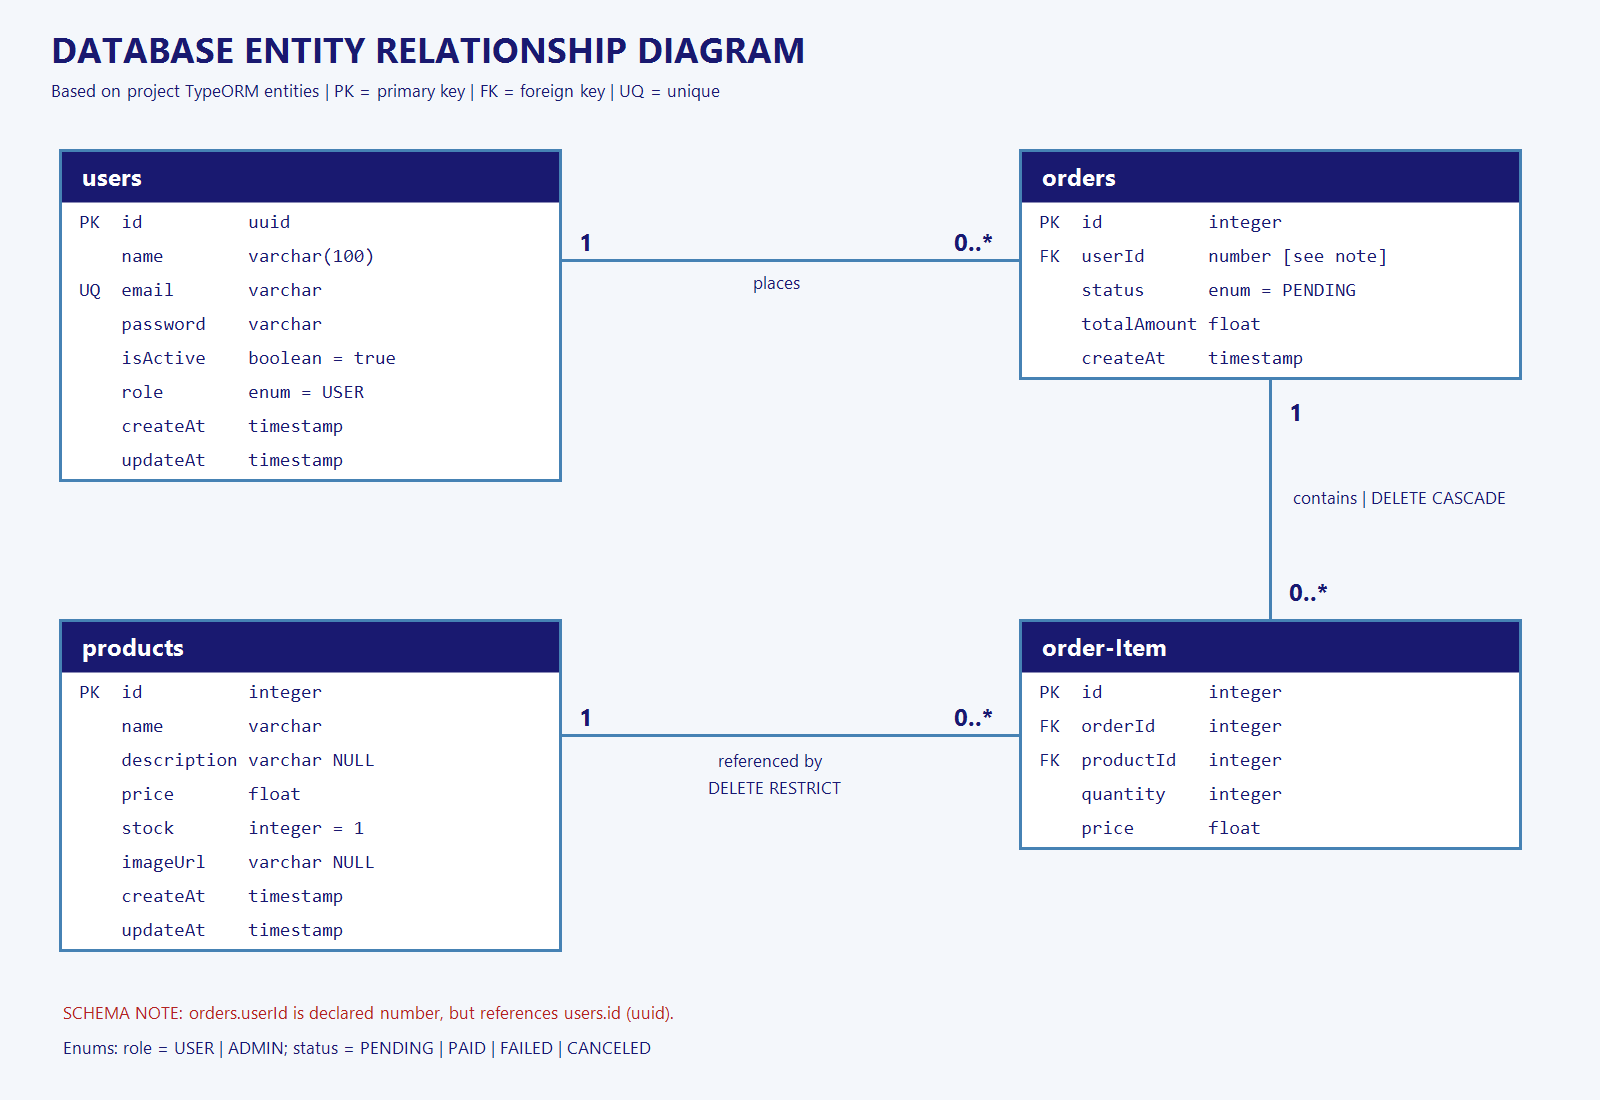 DATABASE ENTITY RELATIONSHIP DIAGRAM
Based on project TypeORM entities | PK = primary key | FK = foreign key | UQ = unique
users
PK id uuid
name varchar(100)
UQ email varchar
password varchar
isActive boolean = true
role enum = USER
createAt timestamp
updateAt timestamp
1
0..*
places
orders
PK id integer
FK userId number [see note]
status enum = PENDING
totalAmount float
createAt timestamp
1
contains | DELETE CASCADE
0..*
products
PK id integer
name varchar
description varchar NULL
price float
stock integer = 1
imageUrl varchar NULL
createAt timestamp
updateAt timestamp
1
0..*
referenced by
DELETE RESTRICT
order-Item
PK id integer
FK orderId integer
FK productId integer
quantity integer
price float
SCHEMA NOTE: orders.userId is declared number, but references users.id (uuid).
Enums: role = USER | ADMIN; status = PENDING | PAID | FAILED | CANCELED